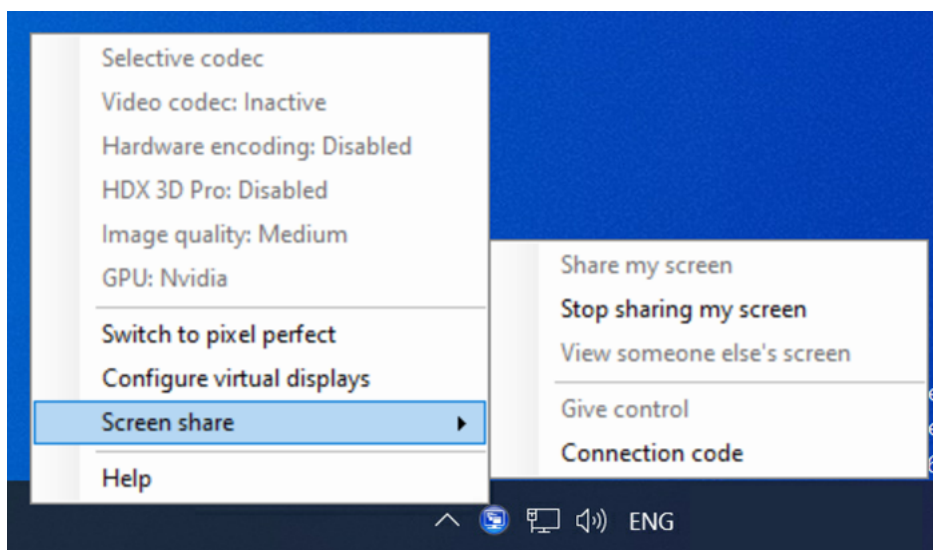 Selective codec
Video codec: Inactive
Hardware encoding: Disabled
HDX 3D Pro: Disabled
Image quality: Medium
GPU: Nvidia
Switch to pixel perfect
Configure virtual displays
Screen share
Help
Share my screen
Stop sharing my screen
View someone else's screen
Give control
Connection code
ENG